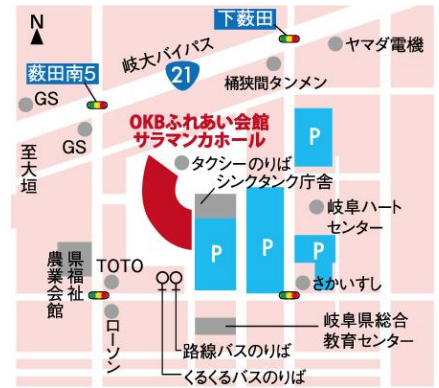 N
下薮田
ヤマダ電機
岐大バイパス
21
桶狭間タンメン
薮田南5
GS
GS
至大垣
OKBふれあい会館
サラマンカホール
タクシーのりば
シンクタンク庁舎
P
P
P
P
岐阜ハート
センター
県福祉
農業会館
TOTO
さかいすし
ローソン
岐阜県総合
教育センター
路線バスのりば
くるくるバスのりば